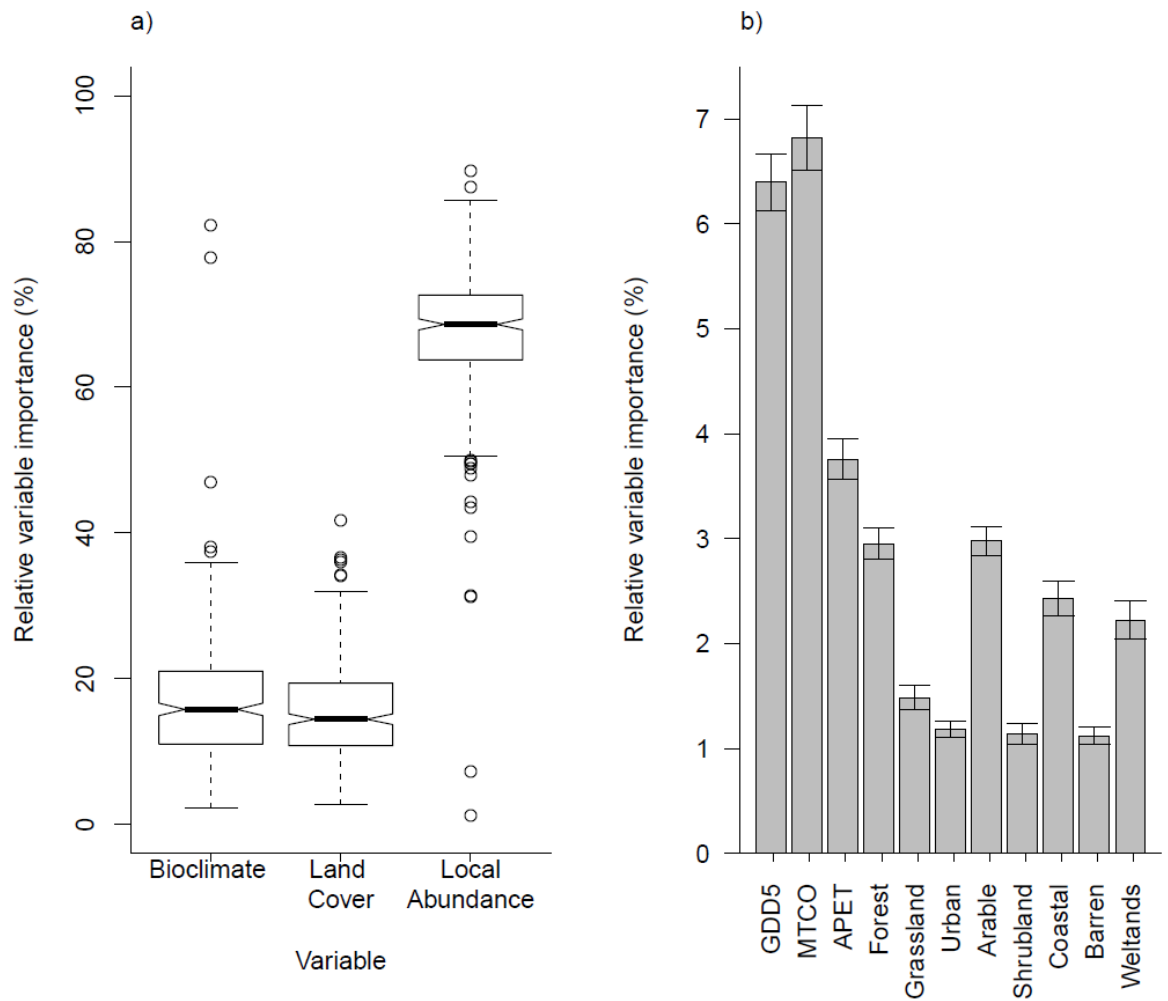 a)
Relative variable importance (%)
100
80
60
40
20
0
Bioclimate
Land
Cover
Local
Abundance
Variable
b)
Relative variable importance (%)
7
6
5
4
3
2
1
0
GDD5
MTCO
APET
Forest
Grassland
Urban
Arable
Shrubland
Coastal
Barren
Weltands